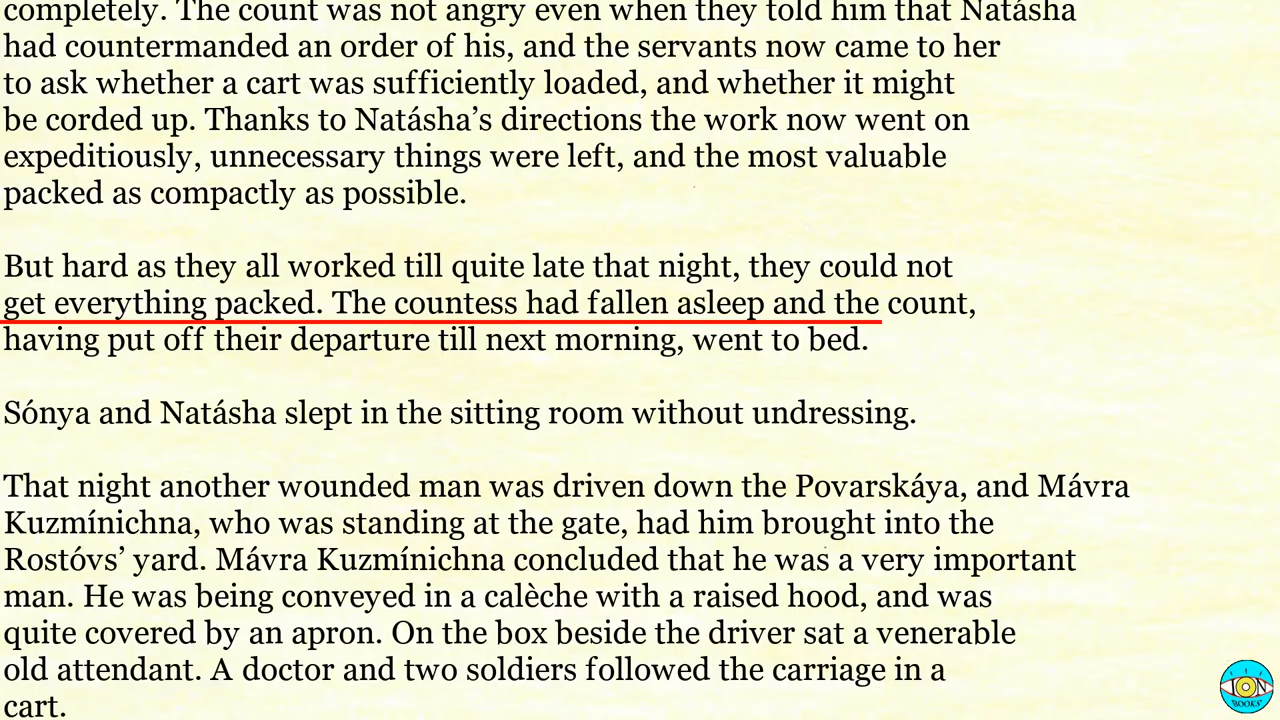 completely. The count was not angry even when they told him that Natásha
had countermanded an order of his, and the servants now came to her
to ask whether a cart was sufficiently loaded, and whether it might
be corded up. Thanks to Natásha’s directions the work now went on
expeditiously, unnecessary things were left, and the most valuable
packed as compactly as possible.
But hard as they all worked till quite late that night, they could not
get everything packed. The countess had fallen asleep and the count,
having put off their departure till next morning, went to bed.
Sónya and Natásha slept in the sitting room without undressing.
That night another wounded man was driven down the Povarskáya, and Mávra
Kuzmínichna, who was standing at the gate, had him brought into the
Rostóvs’ yard. Mávra Kuzmínichna concluded that he was a very important
man. He was being conveyed in a calèche with a raised hood, and was
quite covered by an apron. On the box beside the driver sat a venerable
old attendant. A doctor and two soldiers followed the carriage in a
cart.
ION
BOOKS